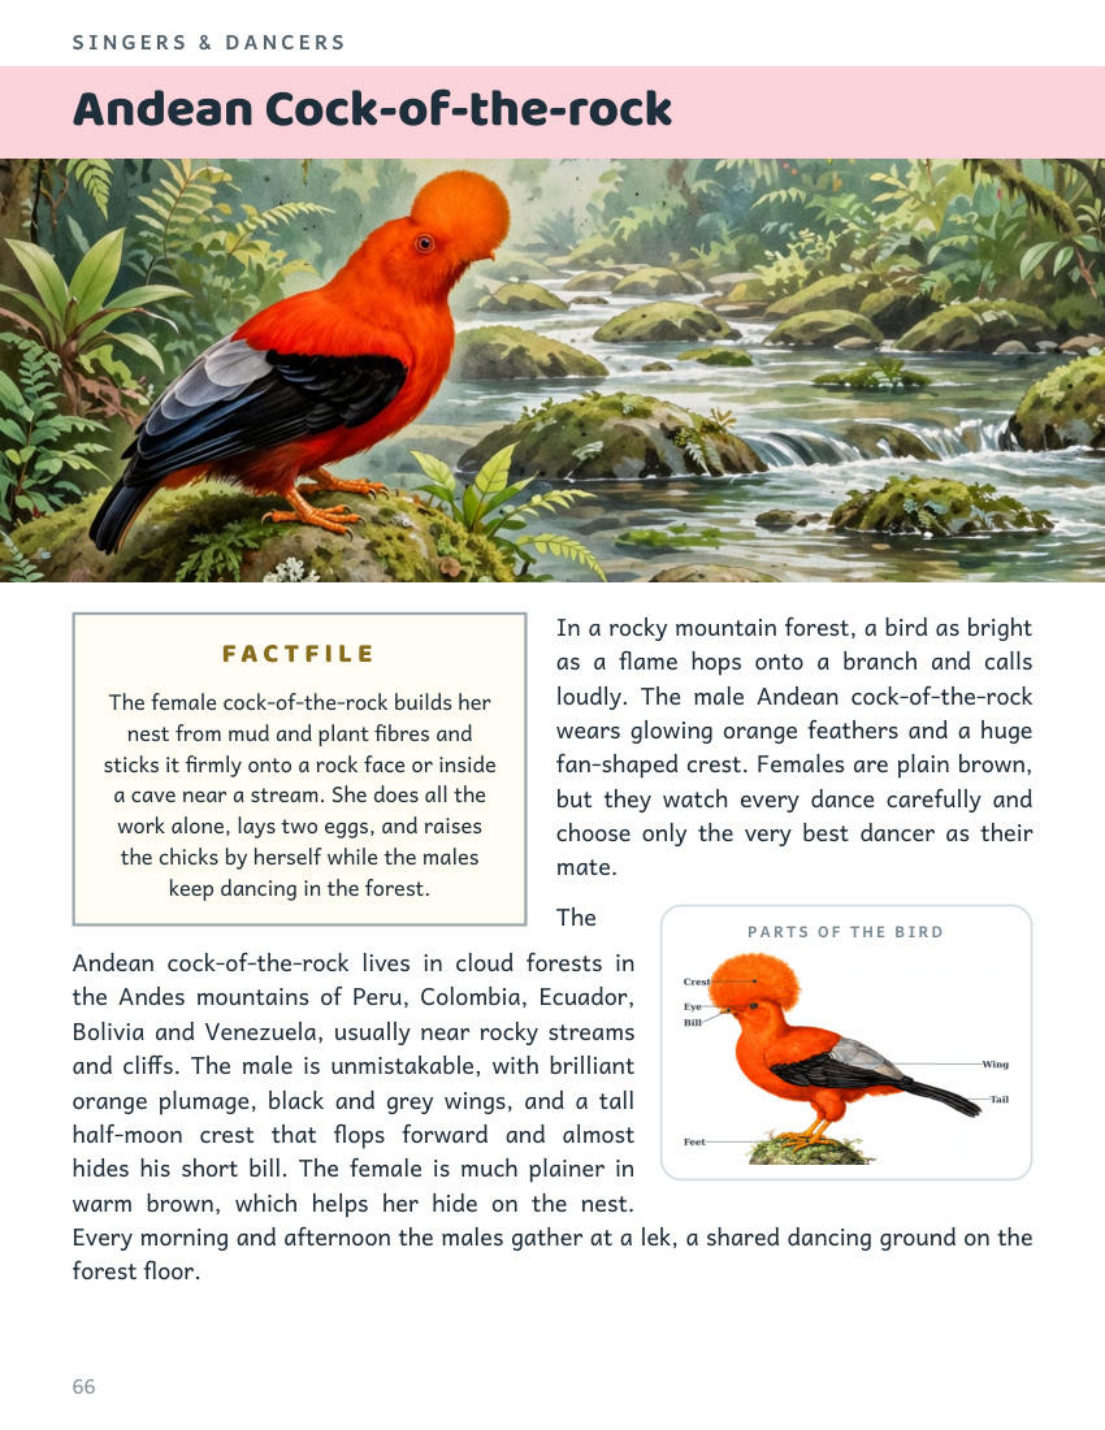 SINGERS & DANCERS
Andean Cock-of-the-rock
FACTFILE
The female cock-of-the-rock builds her
nest from mud and plant fibres and
sticks it firmly onto a rock face or inside
a cave near a stream. She does all the
work alone, lays two eggs, and raises
the chicks by herself while the males
keep dancing in the forest.
In a rocky mountain forest, a bird as bright
as a flame hops onto a branch and calls
loudly. The male Andean cock-of-the-rock
wears glowing orange feathers and a huge
fan-shaped crest. Females are plain brown,
but they watch every dance carefully and
choose only the very best dancer as their
mate.
The
Andean cock-of-the-rock lives in cloud forests in
the Andes mountains of Peru, Colombia, Ecuador,
Bolivia and Venezuela, usually near rocky streams
and cliffs. The male is unmistakable, with brilliant
orange plumage, black and grey wings, and a tall
half-moon crest that flops forward and almost
hides his short bill. The female is much plainer in
warm brown, which helps her hide on the nest.
Every morning and afternoon the males gather at a lek, a shared dancing ground on the
forest floor.
PARTS OF THE BIRD
Crest
Eye
Bill
Wing
Tail
Feet
66